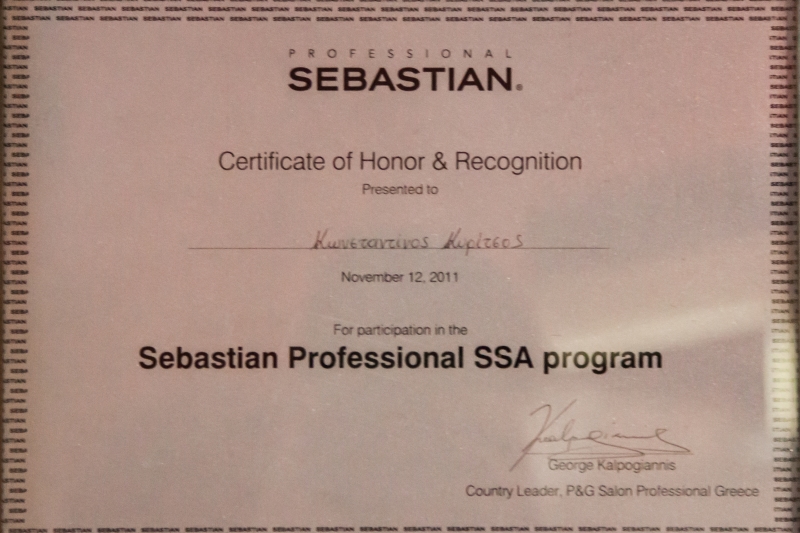 PROFESSIONAL
SEBASTIAN®
Certificate of Honor & Recognition
Presented to
Κωνσταντίνος Κυρίτσος
November 12, 2011
For participation in the
Sebastian Professional SSA program
Kalpogiannis
George Kalpogiannis
Country Leader, P&G Salon Professional Greece